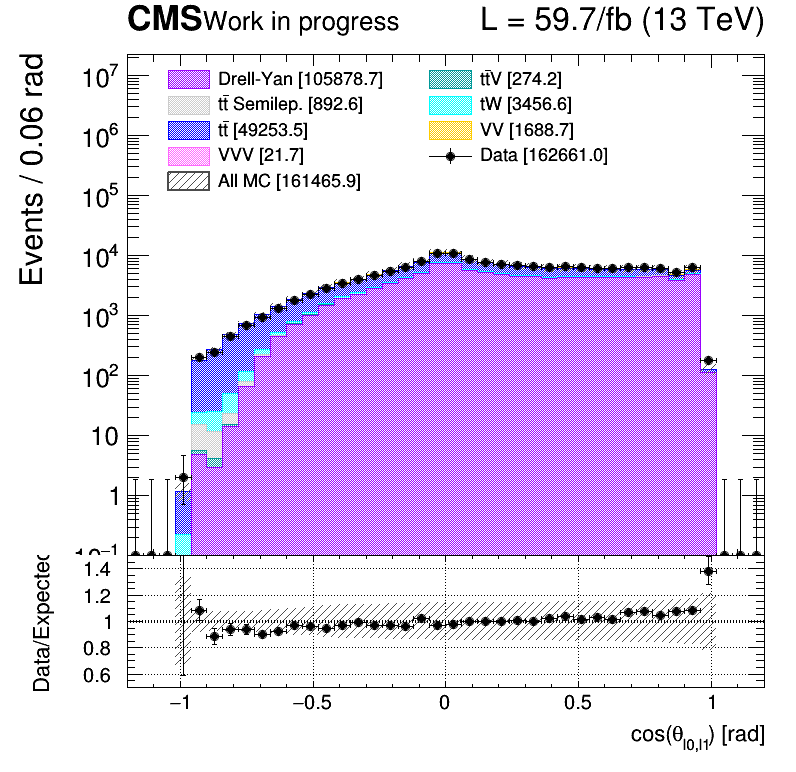 CMS Work in progress L = 59.7/fb (13 TeV)
Events / 0.06 rad
Drell-Yan [105878.7]
tt̄ Semilep. [892.6]
tt̄ [49253.5]
VVV [21.7]
All MC [161465.9]
tt̄V [274.2]
tW [3456.6]
VV [1688.7]
Data [162661.0]
10⁷
10⁶
10⁵
10⁴
10³
10²
10
1
10⁻¹
Data/Expected
1.4
1.2
1
0.8
0.6
−1 −0.5 0 0.5 1
cos(θ_{l0,l1}) [rad]